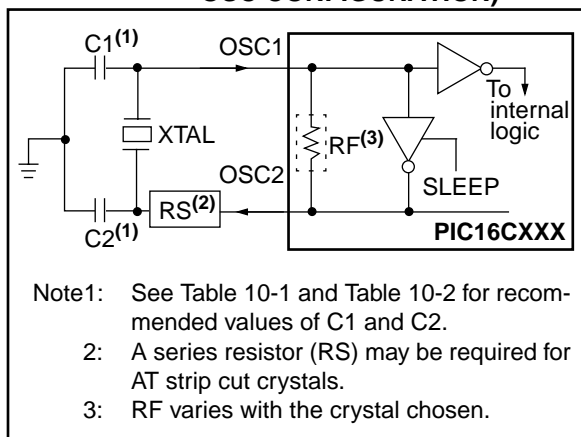 OSC CONFIGURATION)
C1(1)
OSC1
To
internal
logic
XTAL
RF(3)
OSC2
SLEEP
RS(2)
C2(1)
PIC16CXXX
Note1: See Table 10-1 and Table 10-2 for recom-
mended values of C1 and C2.
2: A series resistor (RS) may be required for
AT strip cut crystals.
3: RF varies with the crystal chosen.